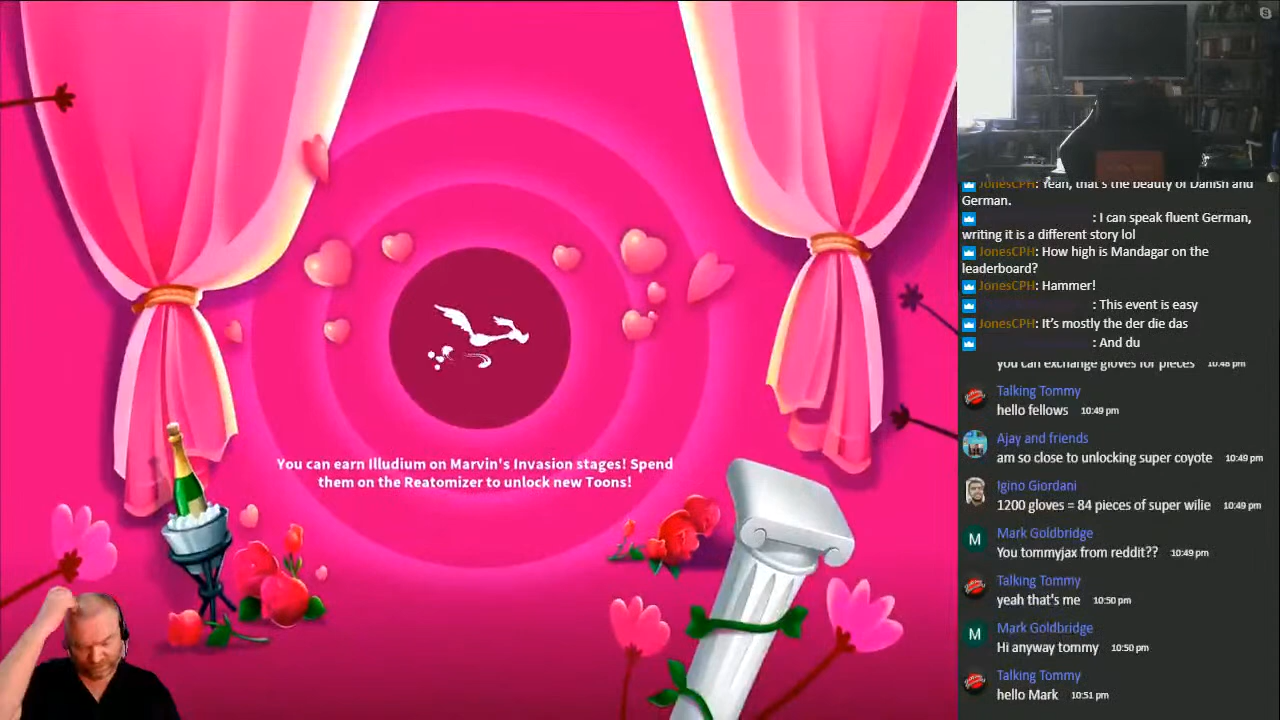 You can earn Illudium on Marvin's Invasion stages! Spend
them on the Reatomizer to unlock new Toons!
JonesCPH: Yeah, that's the beauty of Danish and
German.
: I can speak fluent German,
writing it is a different story lol
JonesCPH: How high is Mandagar on the
leaderboard?
JonesCPH: Hammer!
: This event is easy
JonesCPH: It's mostly the der die das
: And du
you can exchange gloves for pieces 10:48 pm
Talking Tommy
hello fellows 10:49 pm
Ajay and friends
am so close to unlocking super coyote 10:49 pm
Igino Giordani
1200 gloves = 84 pieces of super wilie 10:49 pm
M Mark Goldbridge
You tommyjax from reddit?? 10:49 pm
Talking Tommy
yeah that's me 10:50 pm
M Mark Goldbridge
Hi anyway tommy 10:50 pm
Talking Tommy
hello Mark 10:51 pm